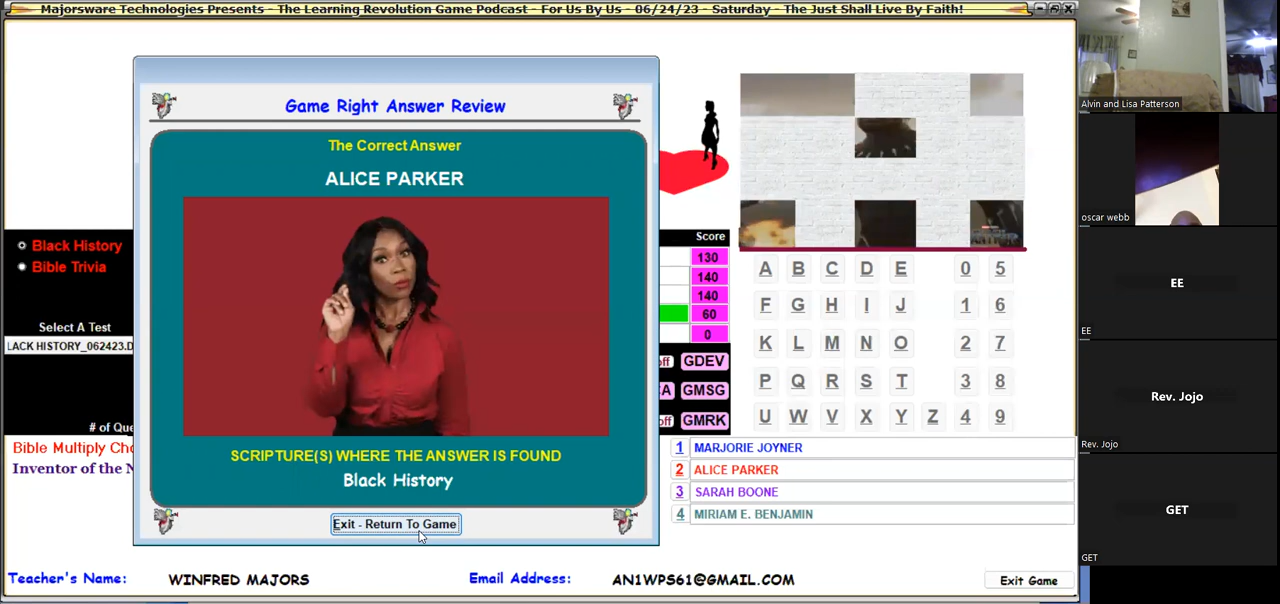 Majorsware Technologies Presents - The Learning Revolution Game Podcast - For Us By Us - 06/24/23 - Saturday - The Just Shall Live By Faith!
Game Right Answer Review
The Correct Answer
ALICE PARKER
SCRIPTURE(S) WHERE THE ANSWER IS FOUND
Black History
Exit - Return To Game
Black History
Bible Trivia
Select A Test
LACK HISTORY_062423.D
# of Que
Bible Multiply Cho
Inventor of the N
Score
130
140
140
60
0
off GDEV
A GMSG
off GMRK
A B C D E 0 5
F G H I J 1 6
K L M N O 2 7
P Q R S T 3 8
U W V X Y Z 4 9
1 MARJORIE JOYNER
2 ALICE PARKER
3 SARAH BOONE
4 MIRIAM E. BENJAMIN
Teacher's Name: WINFRED MAJORS Email Address: AN1WPS61@GMAIL.COM Exit Game
Alvin and Lisa Patterson
oscar webb
EE
EE
Rev. Jojo
Rev. Jojo
GET
GET